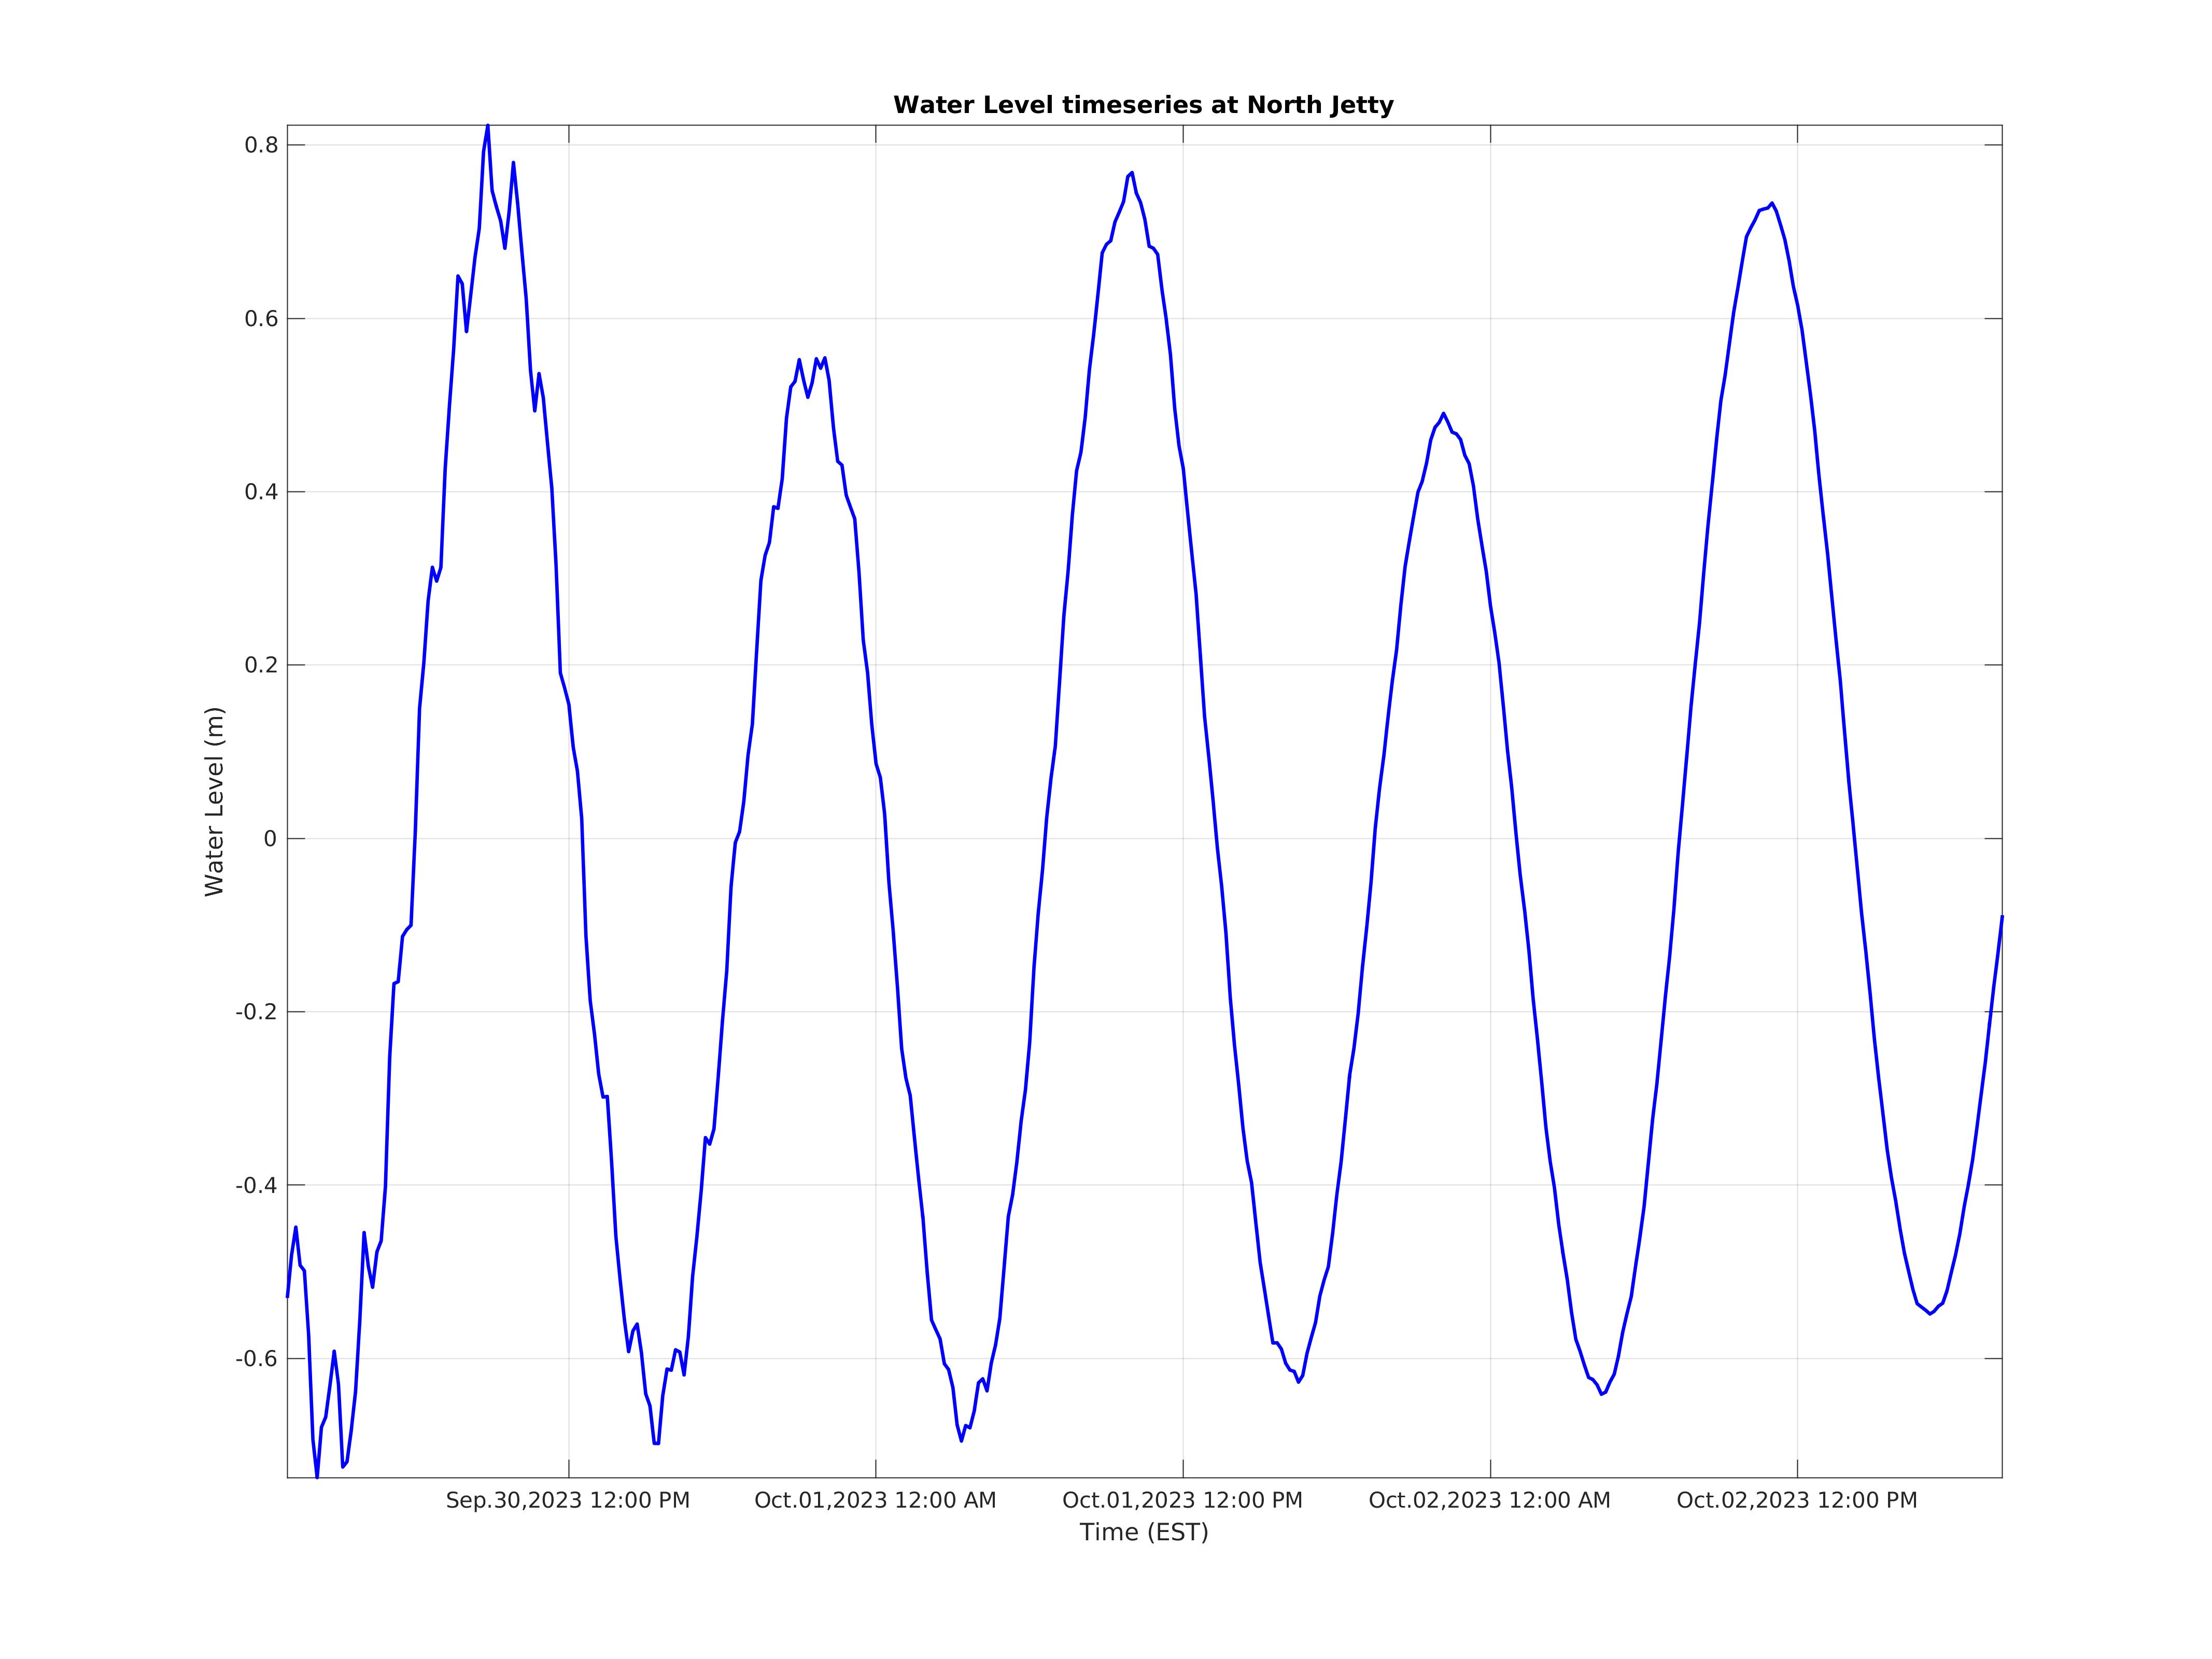 Water Level timeseries at North Jetty
0.8
0.6
0.4
0.2
0
-0.2
-0.4
-0.6
Water Level (m)
Sep.30,2023 12:00 PM Oct.01,2023 12:00 AM Oct.01,2023 12:00 PM Oct.02,2023 12:00 AM Oct.02,2023 12:00 PM
Time (EST)